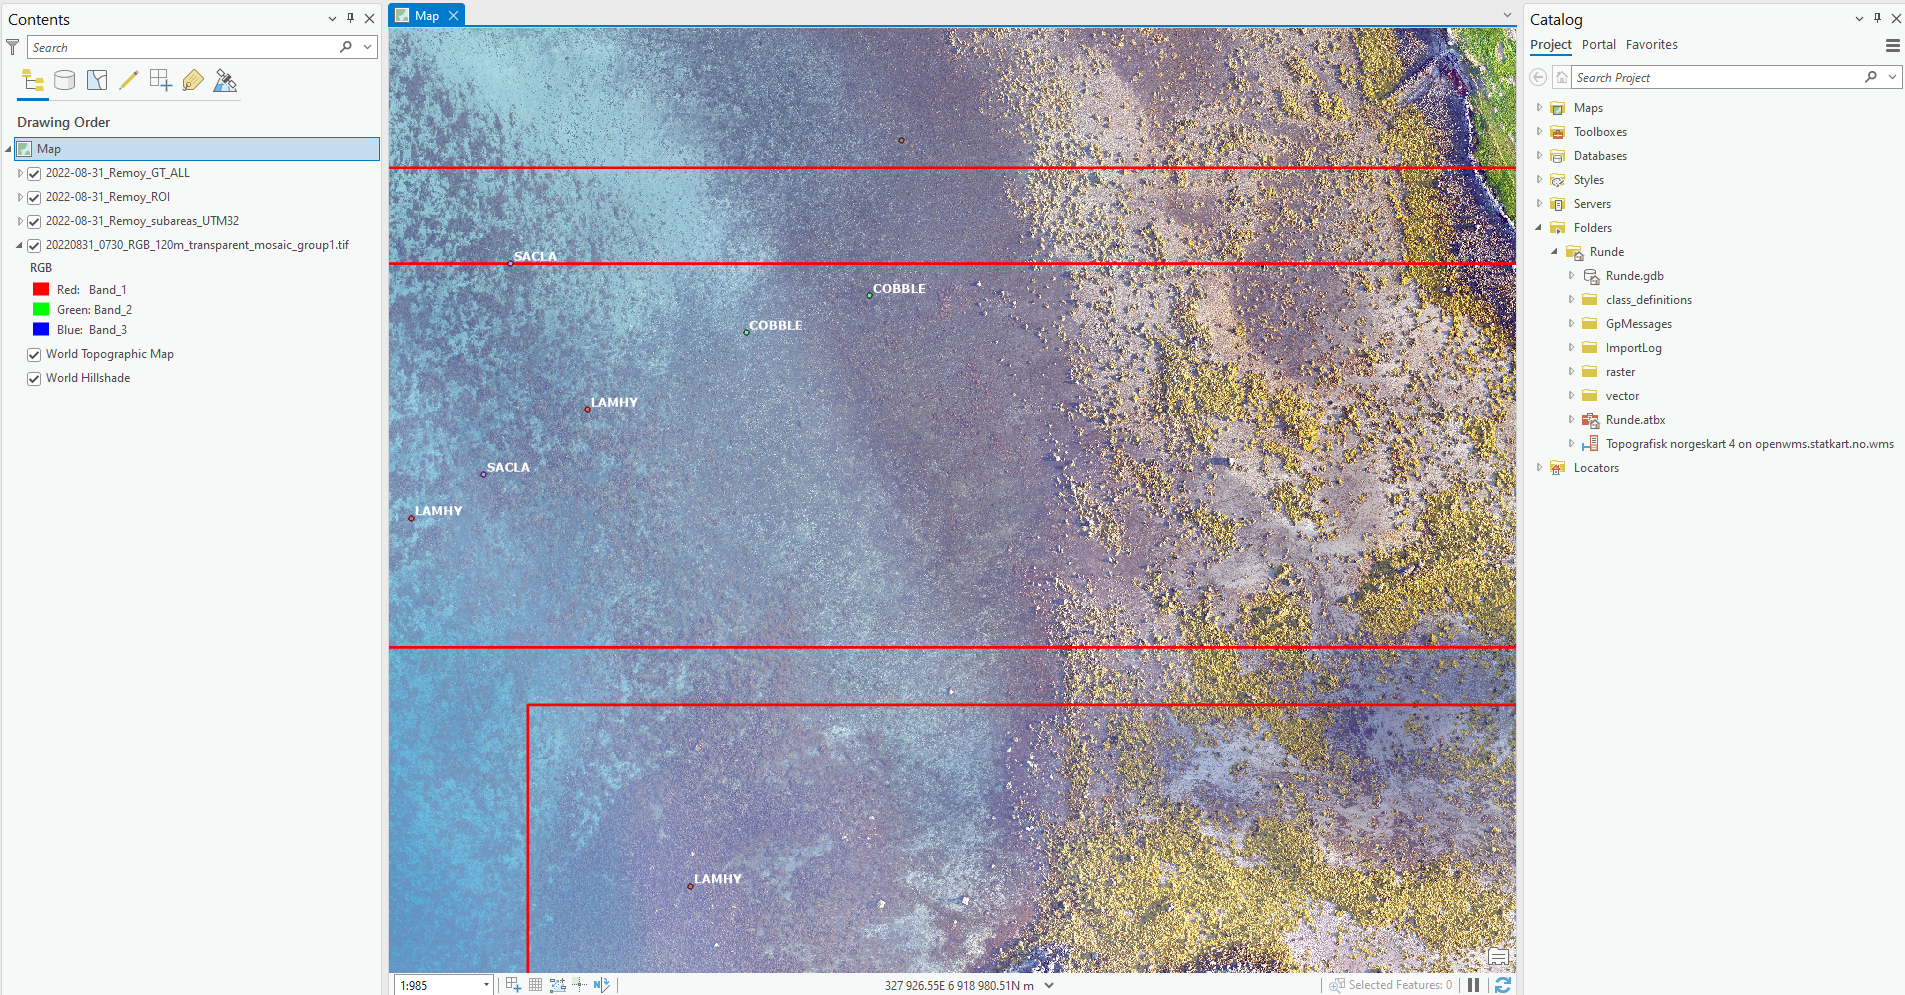 Contents
Search
Drawing Order
Map
2022-08-31_Remoy_GT_ALL
2022-08-31_Remoy_ROI
2022-08-31_Remoy_subareas_UTM32
20220831_0730_RGB_120m_transparent_mosaic_group1.tif
RGB
Red: Band_1
Green: Band_2
Blue: Band_3
World Topographic Map
World Hillshade
Map
SACLA
COBBLE
COBBLE
LAMHY
SACLA
LAMHY
LAMHY
1:985
327 926.55E 6 918 980.51N m
Selected Features: 0
Catalog
Project Portal Favorites
Search Project
Maps
Toolboxes
Databases
Styles
Servers
Folders
Runde
Runde.gdb
class_definitions
GpMessages
ImportLog
raster
vector
Runde.atbx
Topografisk norgeskart 4 on openwms.statkart.no.wms
Locators